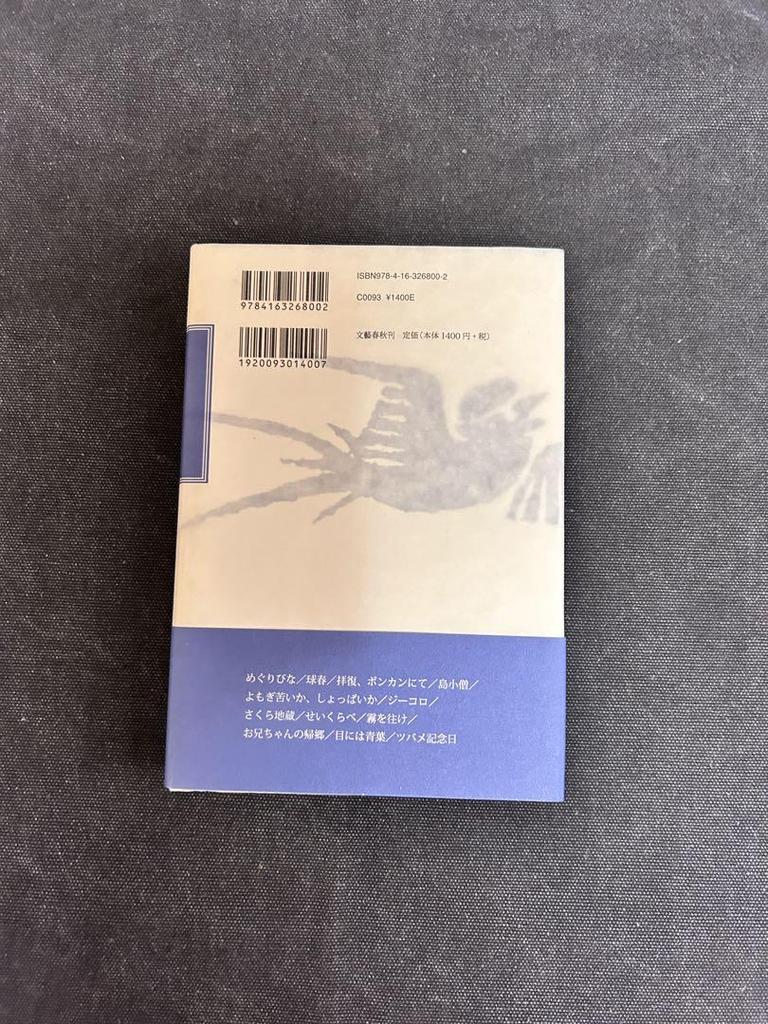 ISBN978-4-16-326800-2
C0093 ¥1400E
9784163268002
文藝春秋刊 定価(本体1400円+税)
1920093014007
めぐりびな/球春/拝復、ポンカンにて/島小僧/
よもぎ苦いか、しょっぱいか/ジーコロ/
さくら地蔵/せいくらべ/霧を往け/
お兄ちゃんの帰郷/目には青葉/ツバメ記念日